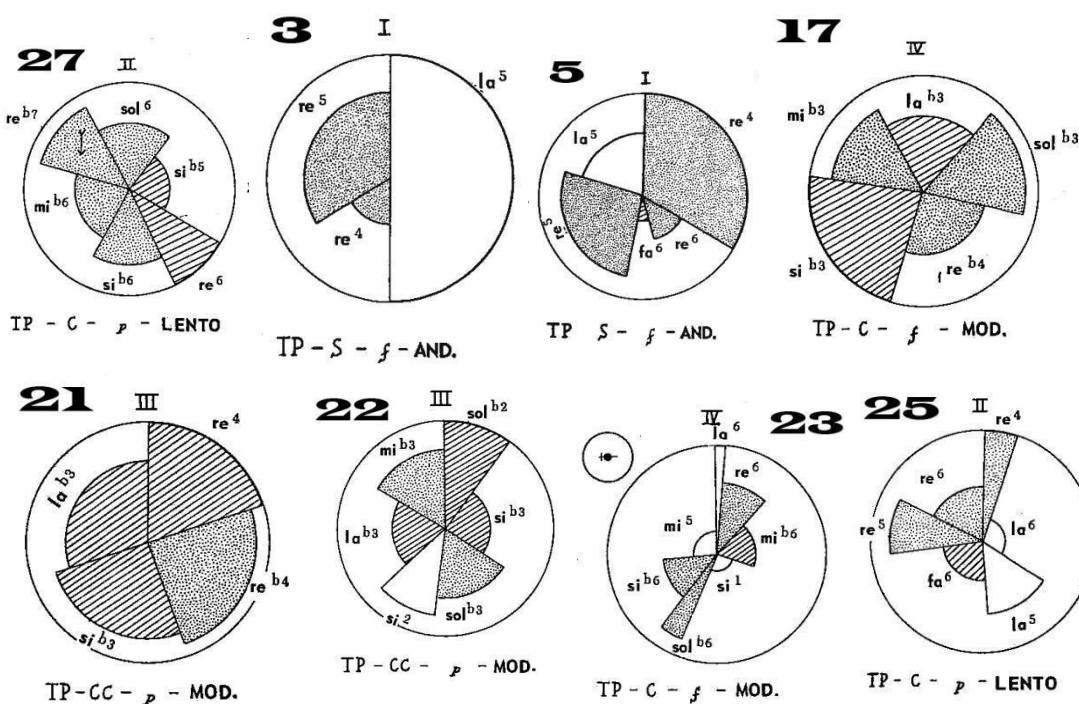 27
II
re b7
sol 6
si b5
mi b6
si b6
re 6
TP - C - p - LENTO
3
I
re 5
la 5
re 4
TP - S - f - AND.
5
I
la 5
re 4
re 5
fa 6
re 6
TP S - f - AND.
17
IV
mi b3
la b3
sol b3
si b3
re b4
TP - C - f - MOD.
21
III
re 4
la b3
re b4
si b3
TP - CC - p - MOD.
22
III
sol b2
mi b3
si b3
la b3
si 2
sol b3
TP - CC - p - MOD.
23
IV
la 6
re 6
mi 5
mi b6
si b6
si 1
sol b6
TP - C - f - MOD.
25
II
re 4
re 6
re 5
la 6
fa 6
la 5
TP - C - p - LENTO